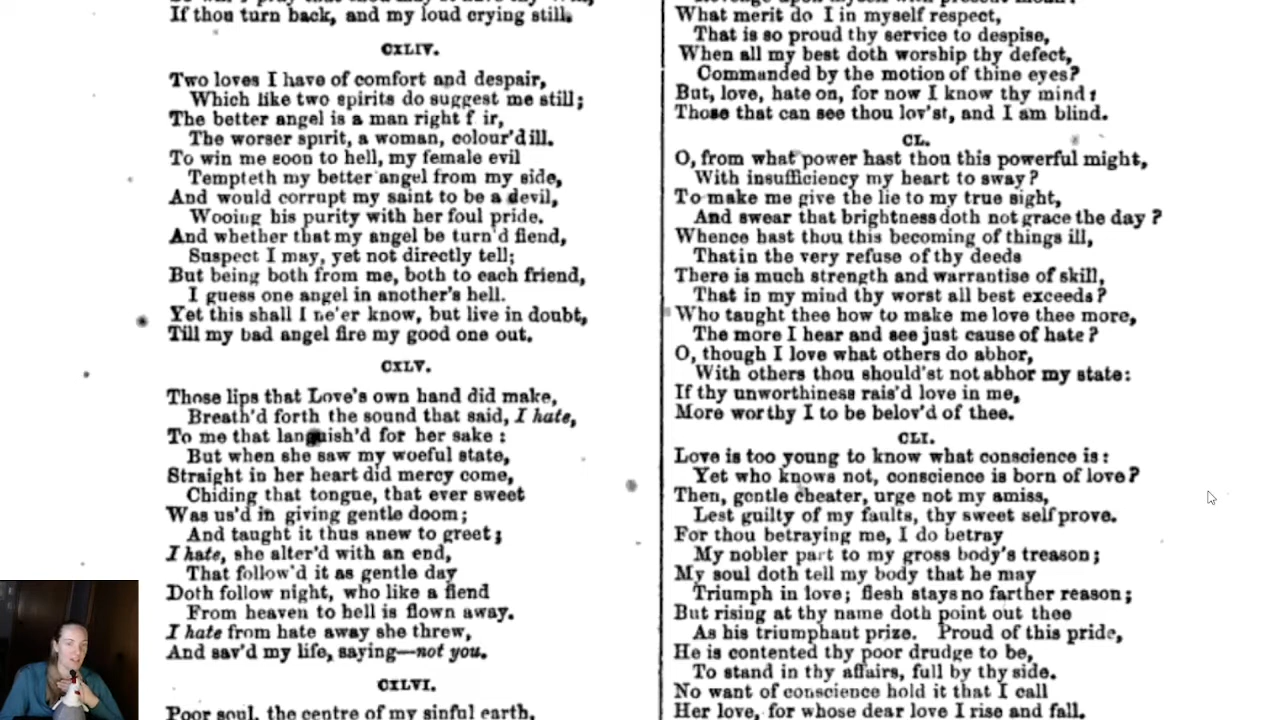 If thou turn back, and my loud crying still.
CXLIV.
Two loves I have of comfort and despair,
Which like two spirits do suggest me still;
The better angel is a man right f ir,
The worser spirit, a woman, colour'd ill.
To win me soon to hell, my female evil
Tempteth my better angel from my side,
And would corrupt my saint to be a devil,
Wooing his purity with her foul pride.
And whether that my angel be turn'd fiend,
Suspect I may, yet not directly tell;
But being both from me, both to each friend,
I guess one angel in another's hell.
Yet this shall I ne'er know, but live in doubt,
Till my bad angel fire my good one out.
CXLV.
Those lips that Love's own hand did make,
Breath'd forth the sound that said, I hate,
To me that languish'd for her sake :
But when she saw my woeful state,
Straight in her heart did mercy come,
Chiding that tongue, that ever sweet
Was us'd in giving gentle doom;
And taught it thus anew to greet;
I hate, she alter'd with an end,
That follow'd it as gentle day
Doth follow night, who like a fiend
From heaven to hell is flown away.
I hate from hate away she threw,
And sav'd my life, saying—not you.
CXLVI.
Poor soul, the centre of my sinful earth,
What merit do I in myself respect,
That is so proud thy service to despise,
When all my best doth worship thy defect,
Commanded by the motion of thine eyes?
But, love, hate on, for now I know thy mind;
Those that can see thou lov'st, and I am blind.
CL.
O, from what power hast thou this powerful might,
With insufficiency my heart to sway?
To make me give the lie to my true sight,
And swear that brightness doth not grace the day?
Whence hast thou this becoming of things ill,
That in the very refuse of thy deeds
There is much strength and warrantise of skill,
That in my mind thy worst all best exceeds?
Who taught thee how to make me love thee more,
The more I hear and see just cause of hate?
O, though I love what others do abhor,
With others thou should'st not abhor my state:
If thy unworthiness rais'd love in me,
More worthy I to be belov'd of thee.
CLI.
Love is too young to know what conscience is:
Yet who knows not, conscience is born of love?
Then, gentle cheater, urge not my amiss,
Lest guilty of my faults, thy sweet self prove.
For thou betraying me, I do betray
My nobler part to my gross body's treason;
My soul doth tell my body that he may
Triumph in love; flesh stays no farther reason;
But rising at thy name doth point out thee
As his triumphant prize. Proud of this pride,
He is contented thy poor drudge to be,
To stand in thy affairs, full by thy side.
No want of conscience hold it that I call
Her love, for whose dear love I rise and fall.